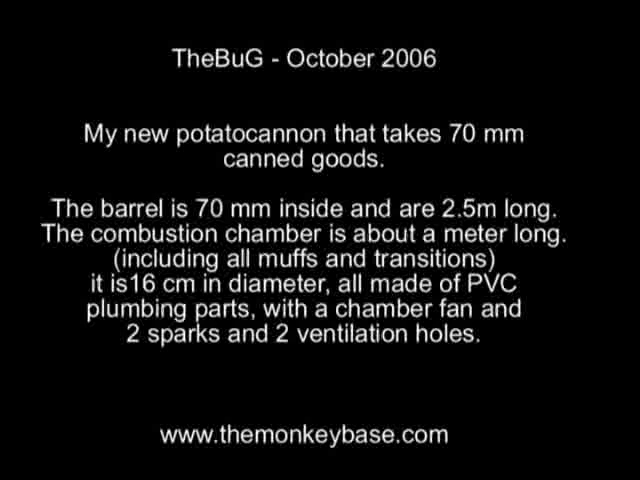 TheBuG - October 2006
My new potatocannon that takes 70 mm
canned goods.
The barrel is 70 mm inside and are 2.5m long.
The combustion chamber is about a meter long.
(including all muffs and transitions)
it is16 cm in diameter, all made of PVC
plumbing parts, with a chamber fan and
2 sparks and 2 ventilation holes.
www.themonkeybase.com